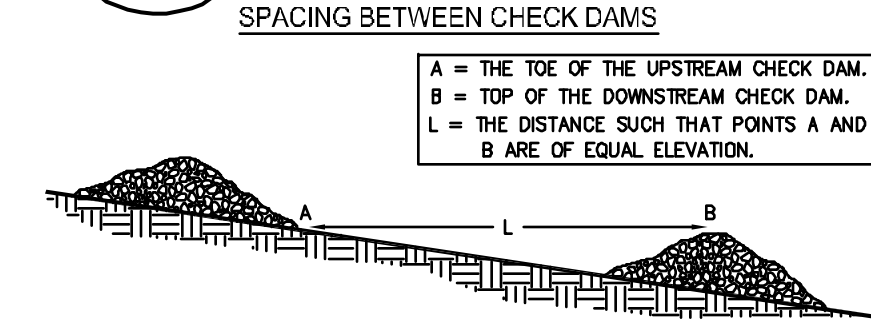 SPACING BETWEEN CHECK DAMS
A = THE TOE OF THE UPSTREAM CHECK DAM.
B = TOP OF THE DOWNSTREAM CHECK DAM.
L = THE DISTANCE SUCH THAT POINTS A AND
B ARE OF EQUAL ELEVATION.
A L B